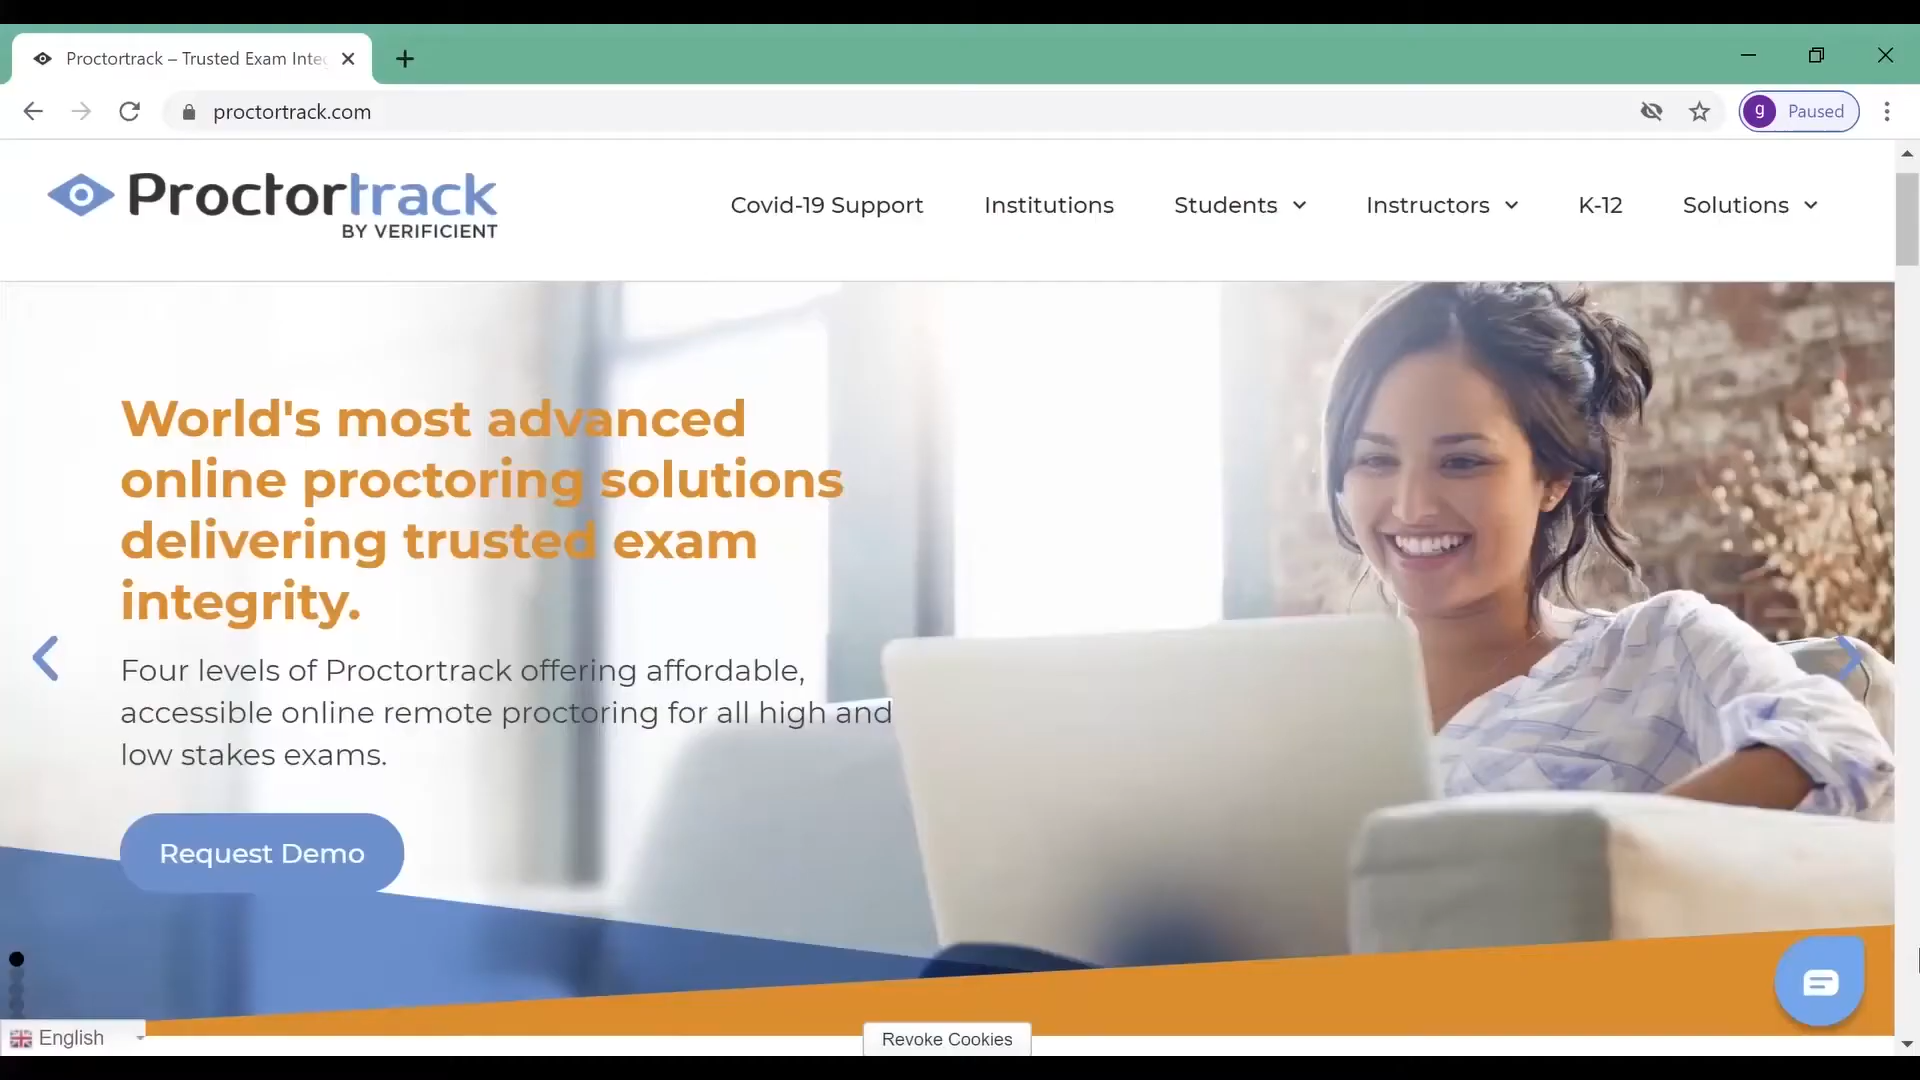 Proctortrack – Trusted Exam Inte
proctortrack.com
g Paused
Proctortrack
BY VERIFICIENT
Covid-19 Support Institutions Students Instructors K-12 Solutions
World's most advanced
online proctoring solutions
delivering trusted exam
integrity.
Four levels of Proctortrack offering affordable,
accessible online remote proctoring for all high and
low stakes exams.
Request Demo
English
Revoke Cookies